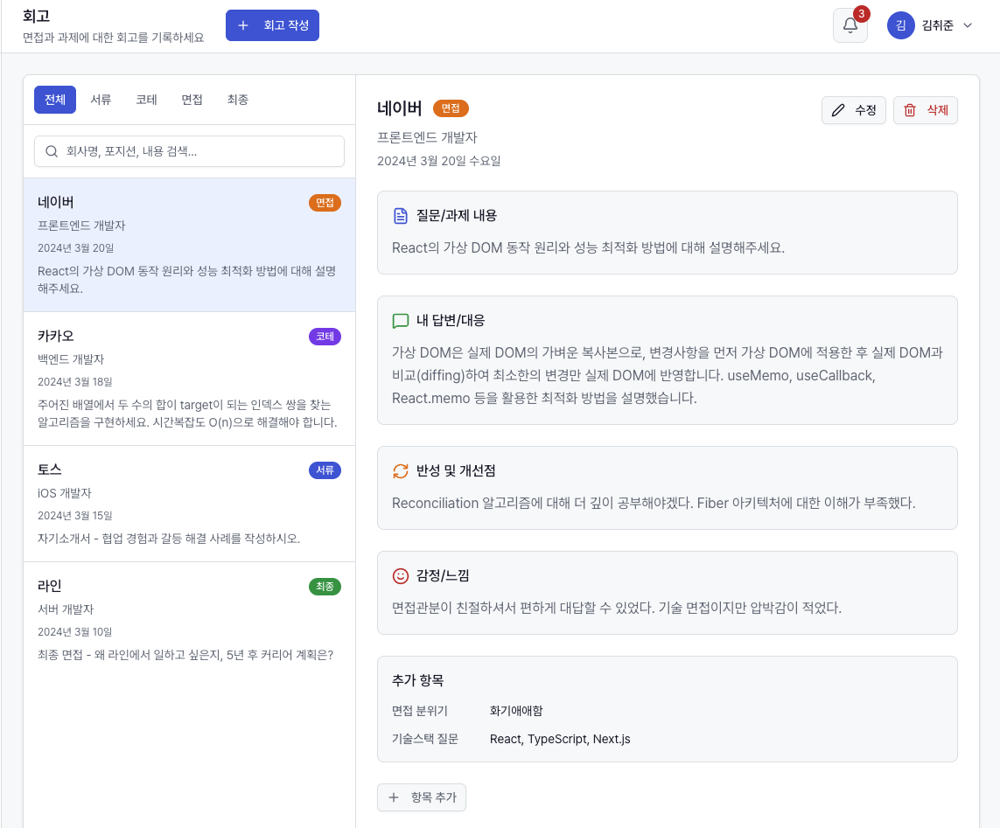 회고
면접과 과제에 대한 회고를 기록하세요
회고 작성
3
김
김취준
전체
서류
코테
면접
최종
회사명, 포지션, 내용 검색...
네이버
면접
프론트엔드 개발자
2024년 3월 20일
React의 가상 DOM 동작 원리와 성능 최적화 방법에 대해 설명
해주세요.
카카오
코테
백엔드 개발자
2024년 3월 18일
주어진 배열에서 두 수의 합이 target이 되는 인덱스 쌍을 찾는
알고리즘을 구현하세요. 시간복잡도 O(n)으로 해결해야 합니다.
토스
서류
iOS 개발자
2024년 3월 15일
자기소개서 - 협업 경험과 갈등 해결 사례를 작성하시오.
라인
최종
서버 개발자
2024년 3월 10일
최종 면접 - 왜 라인에서 일하고 싶은지, 5년 후 커리어 계획은?
네이버
면접
수정
삭제
프론트엔드 개발자
2024년 3월 20일 수요일
질문/과제 내용
React의 가상 DOM 동작 원리와 성능 최적화 방법에 대해 설명해주세요.
내 답변/대응
가상 DOM은 실제 DOM의 가벼운 복사본으로, 변경사항을 먼저 가상 DOM에 적용한 후 실제 DOM과
비교(diffing)하여 최소한의 변경만 실제 DOM에 반영합니다. useMemo, useCallback,
React.memo 등을 활용한 최적화 방법을 설명했습니다.
반성 및 개선점
Reconciliation 알고리즘에 대해 더 깊이 공부해야겠다. Fiber 아키텍처에 대한 이해가 부족했다.
감정/느낌
면접관분이 친절하셔서 편하게 대답할 수 있었다. 기술 면접이지만 압박감이 적었다.
추가 항목
면접 분위기
화기애애함
기술스택 질문
React, TypeScript, Next.js
항목 추가